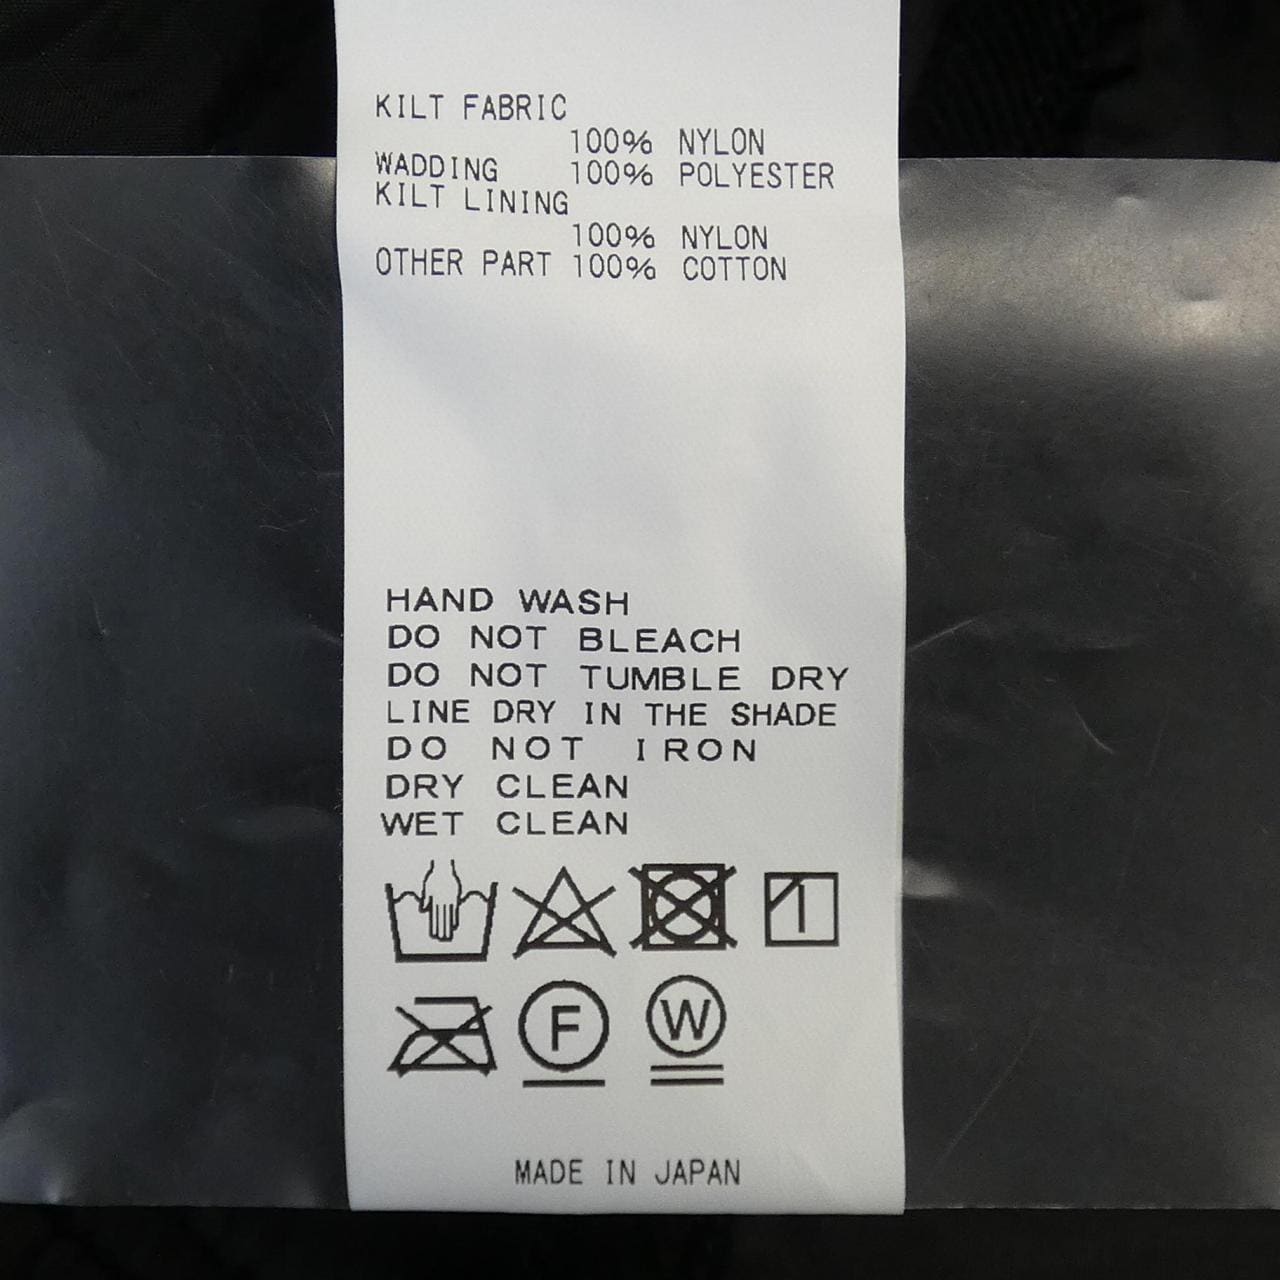 KILT FABRIC
100% NYLON
WADDING 100% POLYESTER
KILT LINING
100% NYLON
OTHER PART 100% COTTON
HAND WASH
DO NOT BLEACH
DO NOT TUMBLE DRY
LINE DRY IN THE SHADE
DO NOT IRON
DRY CLEAN
WET CLEAN
F W
MADE IN JAPAN